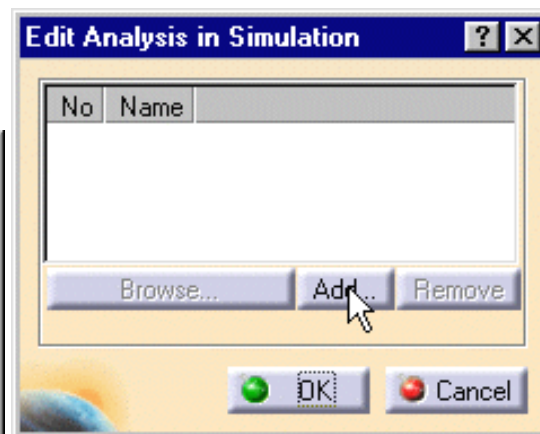 Edit Analysis in Simulation ? X
No Name
Browse... Add... Remove
OK Cancel